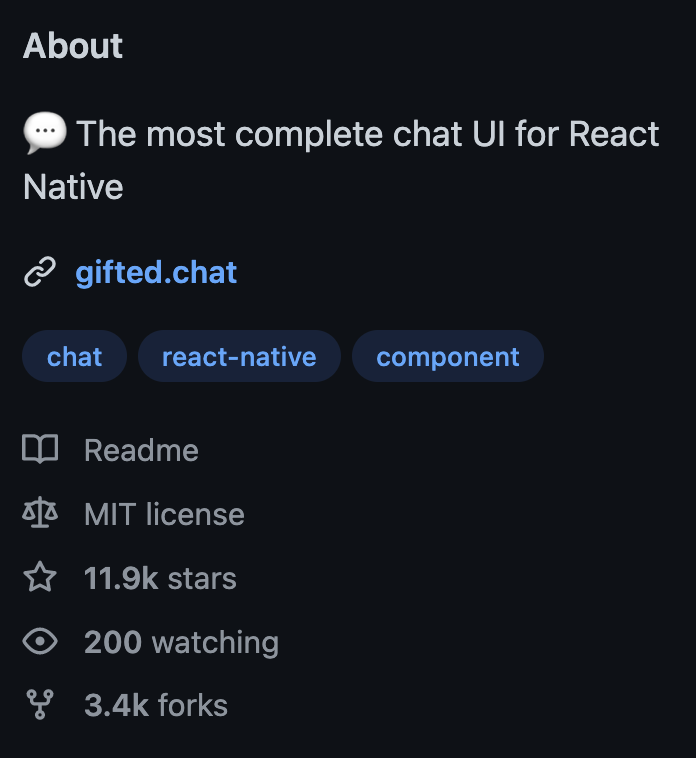 About
💬 The most complete chat UI for React
Native
gifted.chat
chat react-native component
Readme
MIT license
11.9k stars
200 watching
3.4k forks